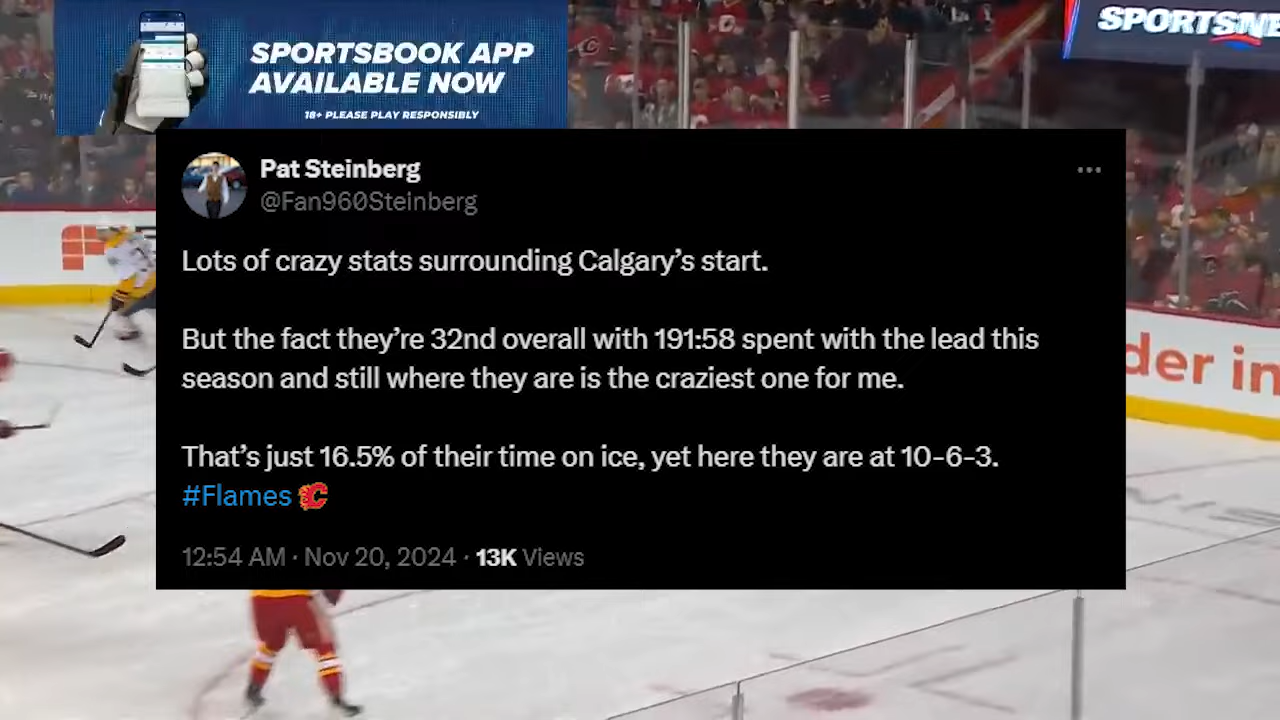 SPORTSBOOK APP
AVAILABLE NOW
18+ PLEASE PLAY RESPONSIBLY
SPORTSNE
Pat Steinberg
@Fan960Steinberg
Lots of crazy stats surrounding Calgary's start.
But the fact they're 32nd overall with 191:58 spent with the lead this
season and still where they are is the craziest one for me.
That's just 16.5% of their time on ice, yet here they are at 10-6-3.
#Flames
12:54 AM · Nov 20, 2024 · 13K Views
der in